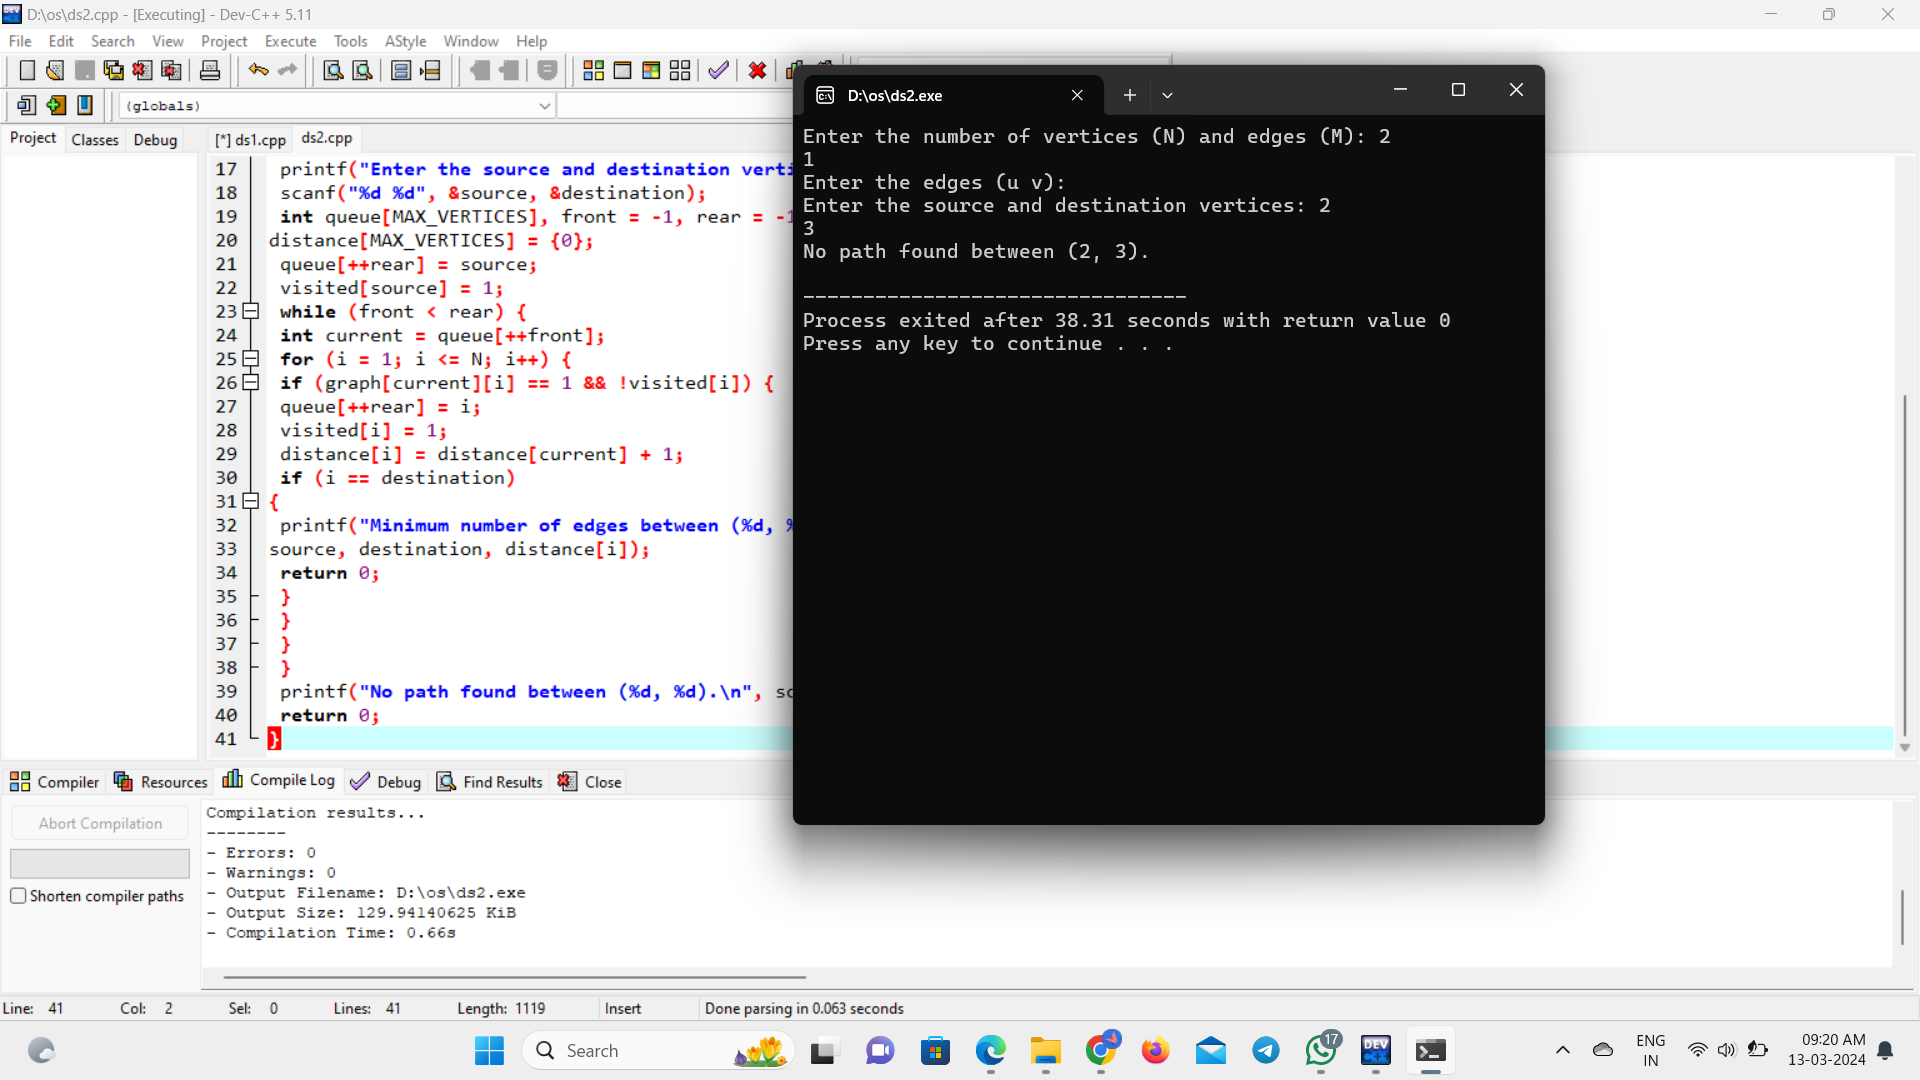 D:\os\ds2.cpp - [Executing] - Dev-C++ 5.11
File Edit Search View Project Execute Tools AStyle Window Help
(globals)
Project Classes Debug
[*] ds1.cpp ds2.cpp
17 printf("Enter the source and destination verti
18 scanf("%d %d", &source, &destination);
19 int queue[MAX_VERTICES], front = -1, rear = -1
20 distance[MAX_VERTICES] = {0};
21 queue[++rear] = source;
22 visited[source] = 1;
23 while (front < rear) {
24 int current = queue[++front];
25 for (i = 1; i <= N; i++) {
26 if (graph[current][i] == 1 && !visited[i]) {
27 queue[++rear] = i;
28 visited[i] = 1;
29 distance[i] = distance[current] + 1;
30 if (i == destination)
31 {
32 printf("Minimum number of edges between (%d, %
33 source, destination, distance[i]);
34 return 0;
35 }
36 }
37 }
38 }
39 printf("No path found between (%d, %d).\n", so
40 return 0;
41 }
D:\os\ds2.exe
Enter the number of vertices (N) and edges (M): 2
1
Enter the edges (u v):
Enter the source and destination vertices: 2
3
No path found between (2, 3).
--------------------------------
Process exited after 38.31 seconds with return value 0
Press any key to continue . . .
Compiler Resources Compile Log Debug Find Results Close
Abort Compilation
Shorten compiler paths
Compilation results...
--------
- Errors: 0
- Warnings: 0
- Output Filename: D:\os\ds2.exe
- Output Size: 129.94140625 KiB
- Compilation Time: 0.66s
Line: 41 Col: 2 Sel: 0 Lines: 41 Length: 1119 Insert Done parsing in 0.063 seconds
Search
DEV
C++
17
ENG
IN
09:20 AM
13-03-2024